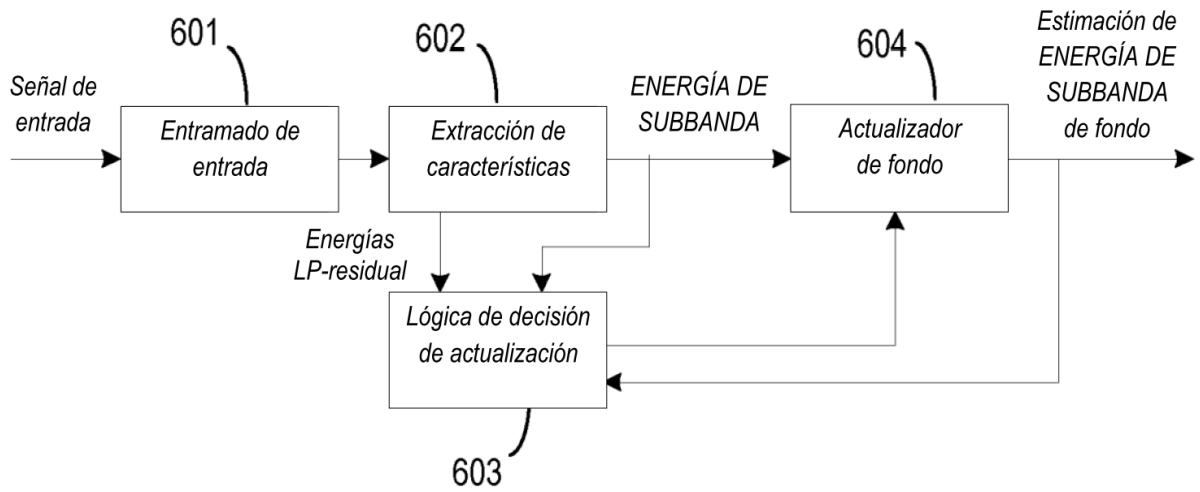 601
602
604
Señal de
entrada
Entramado de
entrada
Extracción de
características
ENERGÍA DE
SUBBANDA
Actualizador
de fondo
Estimación de
ENERGÍA DE
SUBBANDA
de fondo
Energías
LP-residual
Lógica de decisión
de actualización
603